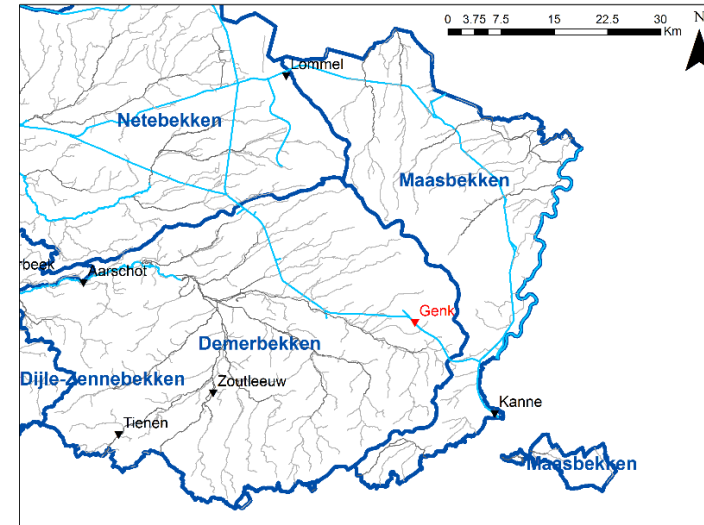 0 3.75 7.5 15 22.5 30
Km
N
Lommel
Netebekken
Maasbekken
rbeek
Aarschot
Genk
Demerbekken
Dijle-Zennebekken
Zoutleeuw
Kanne
Tienen
Maasbekken